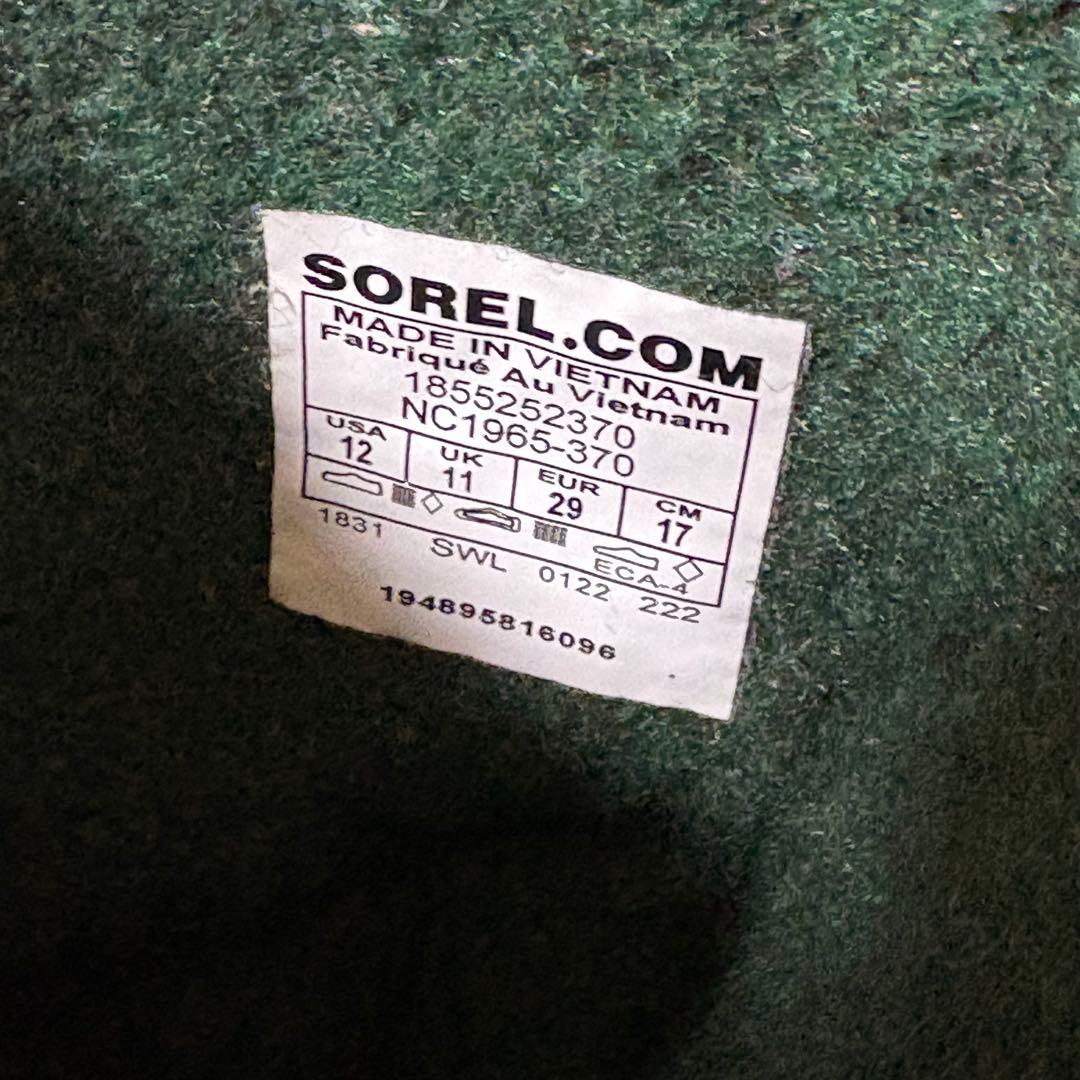 SOREL.COM
MADE IN VIETNAM
Fabriqué Au Vietnam
1855252370
NC1965-370
USA UK EUR CM
12 11 29 17
1831 SWL 0122 ECA-4 222
194895816096